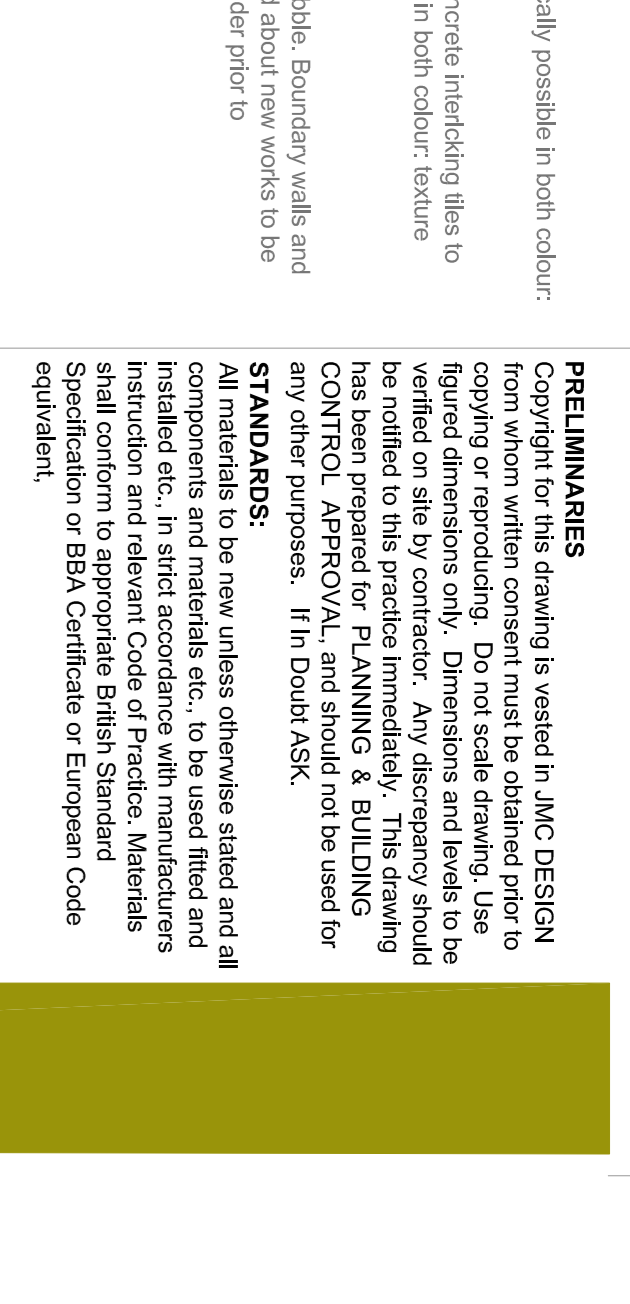 cally possible in both colour:
ncrete interlcking tiles to
in both colour: texture
bble. Boundary walls and
d about new works to be
der prior to
PRELIMINARIES
Copyright for this drawing is vested in JMC DESIGN
from whom written consent must be obtained prior to
copying or reproducing. Do not scale drawing. Use
figured dimensions only. Dimensions and levels to be
verified on site by contractor. Any discrepancy should
be notified to this practice immediately. This drawing
has been prepared for PLANNING & BUILDING
CONTROL APPROVAL, and should not be used for
any other purposes. If In Doubt ASK.
STANDARDS:
All materials to be new unless otherwise stated and all
components and materials etc., to be used fitted and
installed etc., in strict accordance with manufacturers
instruction and relevant Code of Practice. Materials
shall conform to appropriate British Standard
Specification or BBA Certificate or European Code
equivalent,